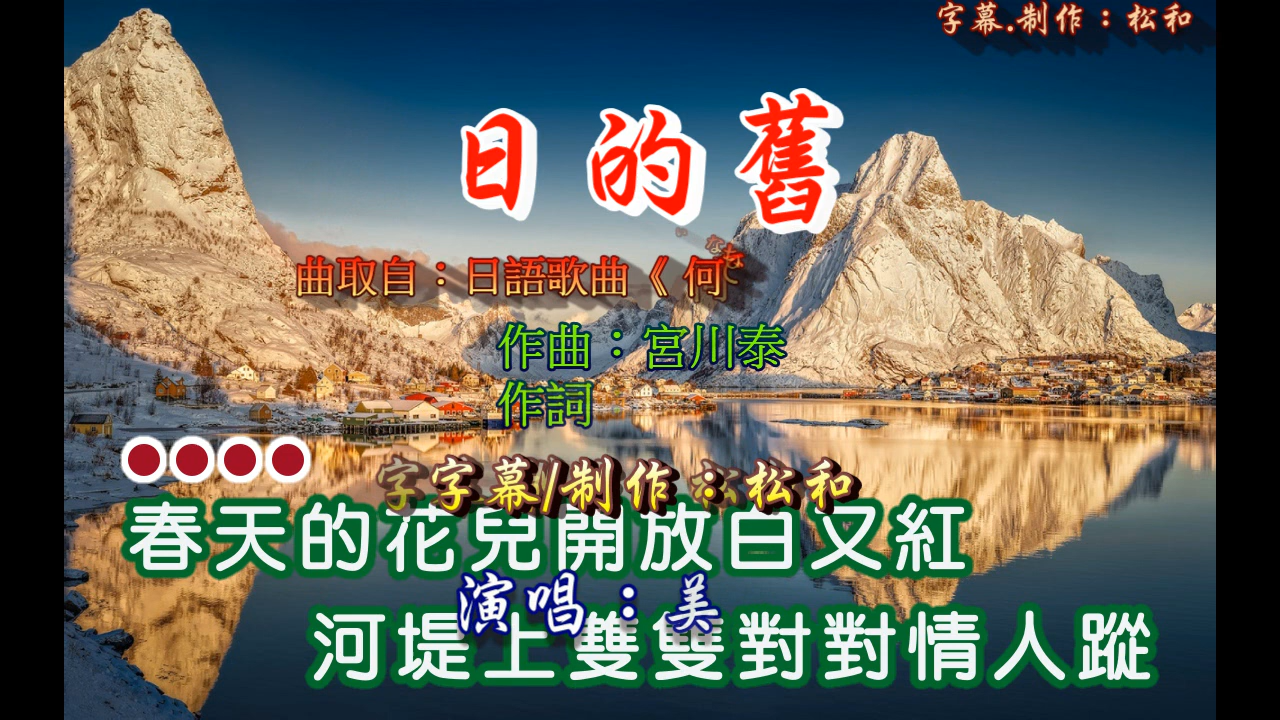 字幕.制作：松和
日的舊
曲取自：日語歌曲《何
作曲：宮川泰
作詞
字字幕/制作：松和
春天的花兒開放白又紅
演唱：美
河堤上雙雙對對情人蹤